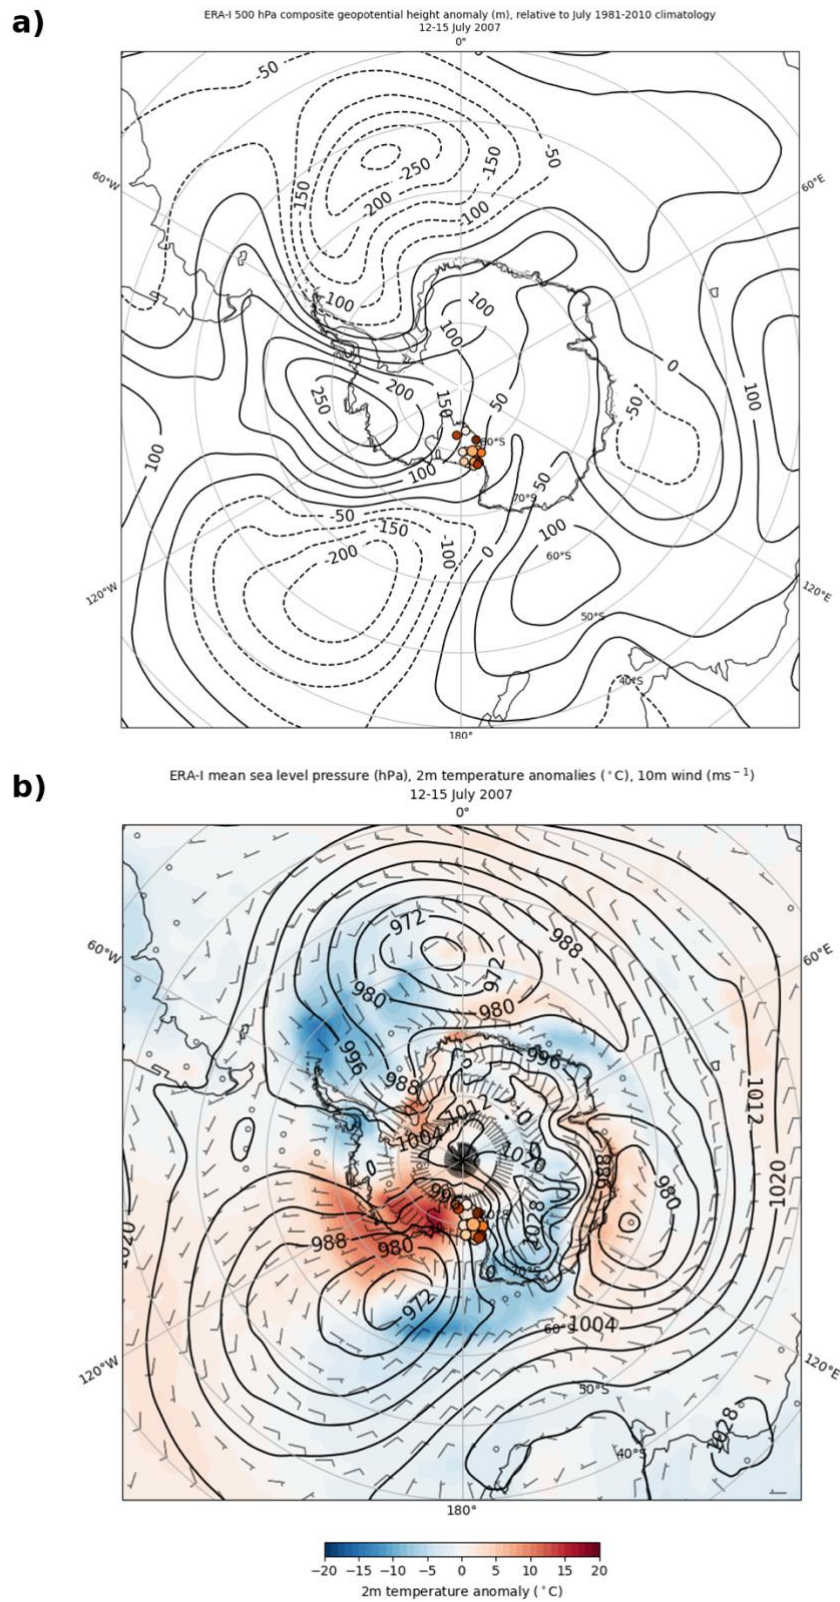 a)
ERA-I 500 hPa composite geopotential height anomaly (m), relative to July 1981-2010 climatology
12-15 July 2007
0°
-50
-50
-150
-250
-150
-200
-100
60°W
60°E
-100
100
100
0
250
200
150
50
-50
100
100
80°S
100
50
70°S
-50
-150
-200
-100
0
100
60°S
120°W
120°E
50°S
40°S
180°
b)
ERA-I mean sea level pressure (hPa), 2m temperature anomalies (°C), 10m wind (ms⁻¹)
12-15 July 2007
0°
972
988
972
60°W
60°E
980
980
996
996
988
1012
1012
1004
1020
0
988
980
1020
996
1028
988
980
1020
70°S
972
1004
60°S
120°W
120°E
50°S
1028
40°S
180°
−20 −15 −10 −5 0 5 10 15 20
2m temperature anomaly (°C)